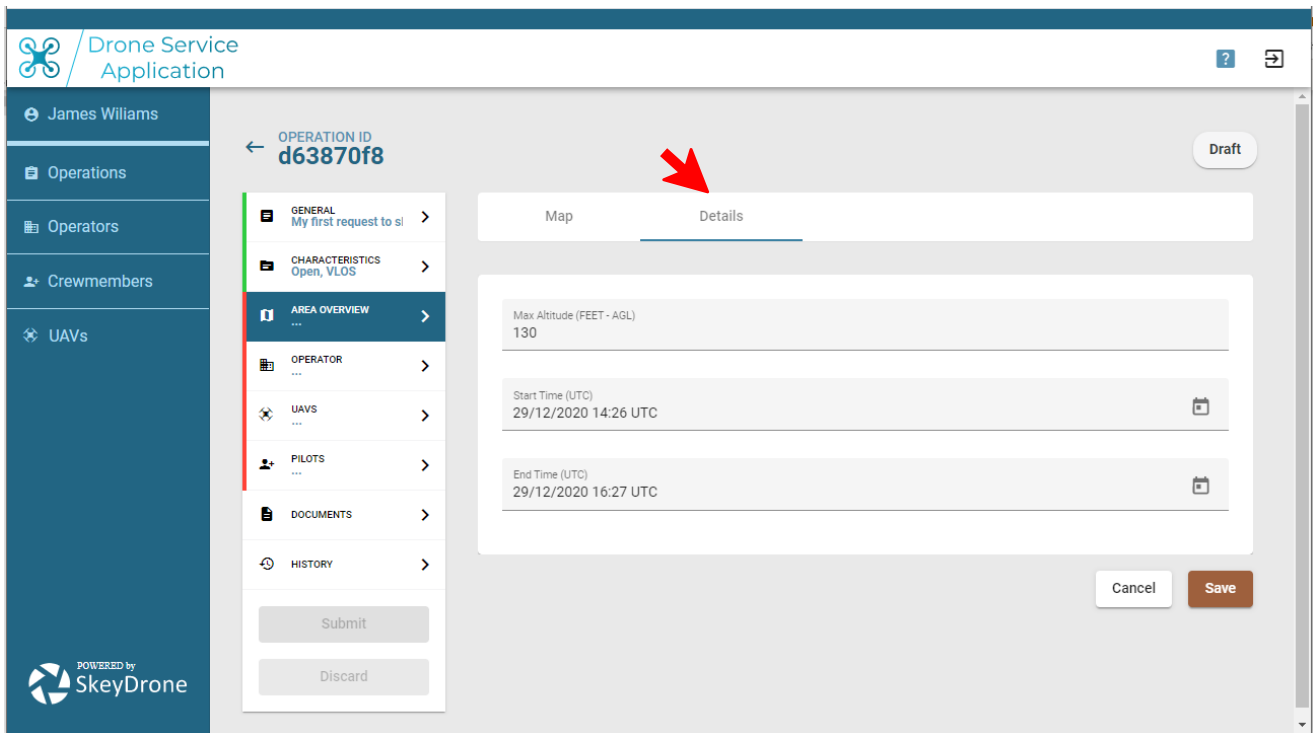 Drone Service
Application
?
James Wiliams
Operations
Operators
Crewmembers
UAVs
POWERED by
SkeyDrone
OPERATION ID
d63870f8
Draft
GENERAL
My first request to sl
CHARACTERISTICS
Open, VLOS
AREA OVERVIEW
...
OPERATOR
...
UAVS
...
PILOTS
...
DOCUMENTS
HISTORY
Submit
Discard
Map Details
Max Altitude (FEET - AGL)
130
Start Time (UTC)
29/12/2020 14:26 UTC
End Time (UTC)
29/12/2020 16:27 UTC
Cancel Save